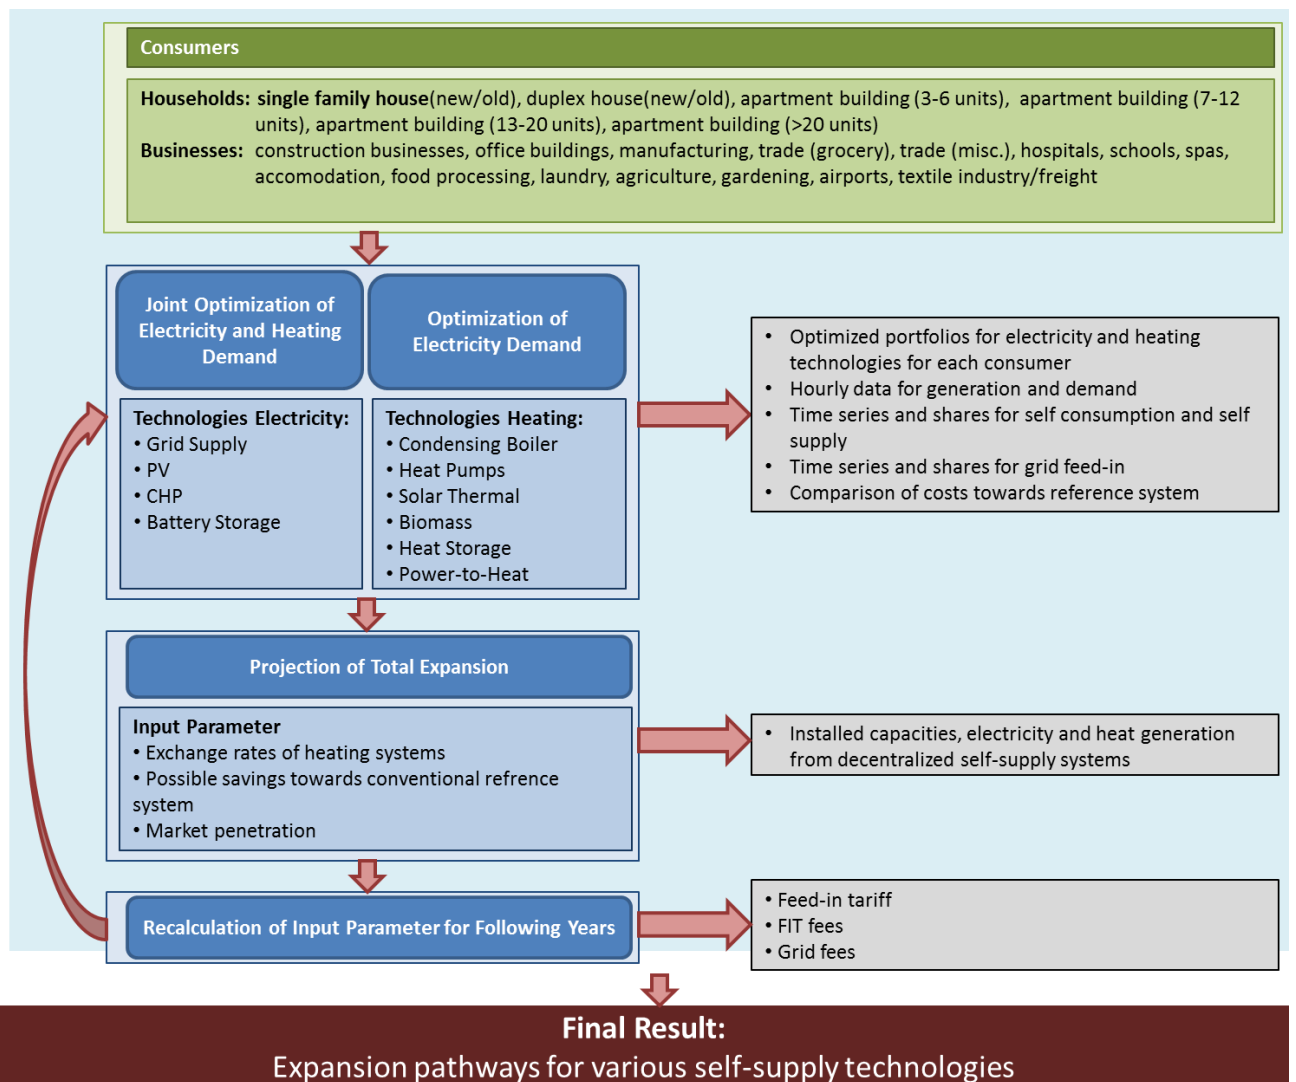 Consumers
Households: single family house(new/old), duplex house(new/old), apartment building (3-6 units), apartment building (7-12
units), apartment building (13-20 units), apartment building (>20 units)
Businesses: construction businesses, office buildings, manufacturing, trade (grocery), trade (misc.), hospitals, schools, spas,
accomodation, food processing, laundry, agriculture, gardening, airports, textile industry/freight
Joint Optimization of
Electricity and Heating
Demand
Optimization of
Electricity Demand
Technologies Electricity:
• Grid Supply
• PV
• CHP
• Battery Storage
Technologies Heating:
• Condensing Boiler
• Heat Pumps
• Solar Thermal
• Biomass
• Heat Storage
• Power-to-Heat
• Optimized portfolios for electricity and heating
technologies for each consumer
• Hourly data for generation and demand
• Time series and shares for self consumption and self
supply
• Time series and shares for grid feed-in
• Comparison of costs towards reference system
Projection of Total Expansion
Input Parameter
• Exchange rates of heating systems
• Possible savings towards conventional refrence
system
• Market penetration
• Installed capacities, electricity and heat generation
from decentralized self-supply systems
Recalculation of Input Parameter for Following Years
• Feed-in tariff
• FIT fees
• Grid fees
Final Result:
Expansion pathways for various self-supply technologies